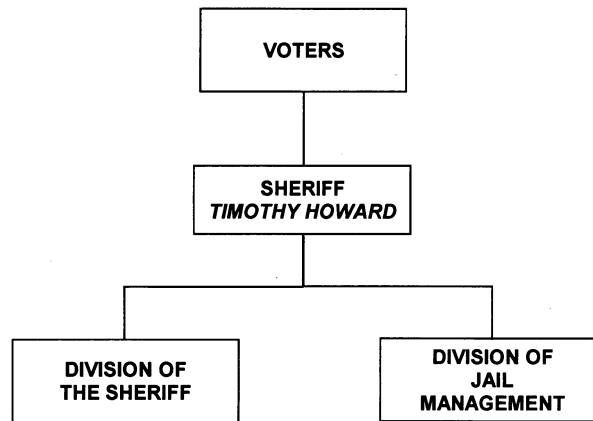 VOTERS
SHERIFF
TIMOTHY HOWARD
DIVISION OF
THE SHERIFF
DIVISION OF
JAIL
MANAGEMENT